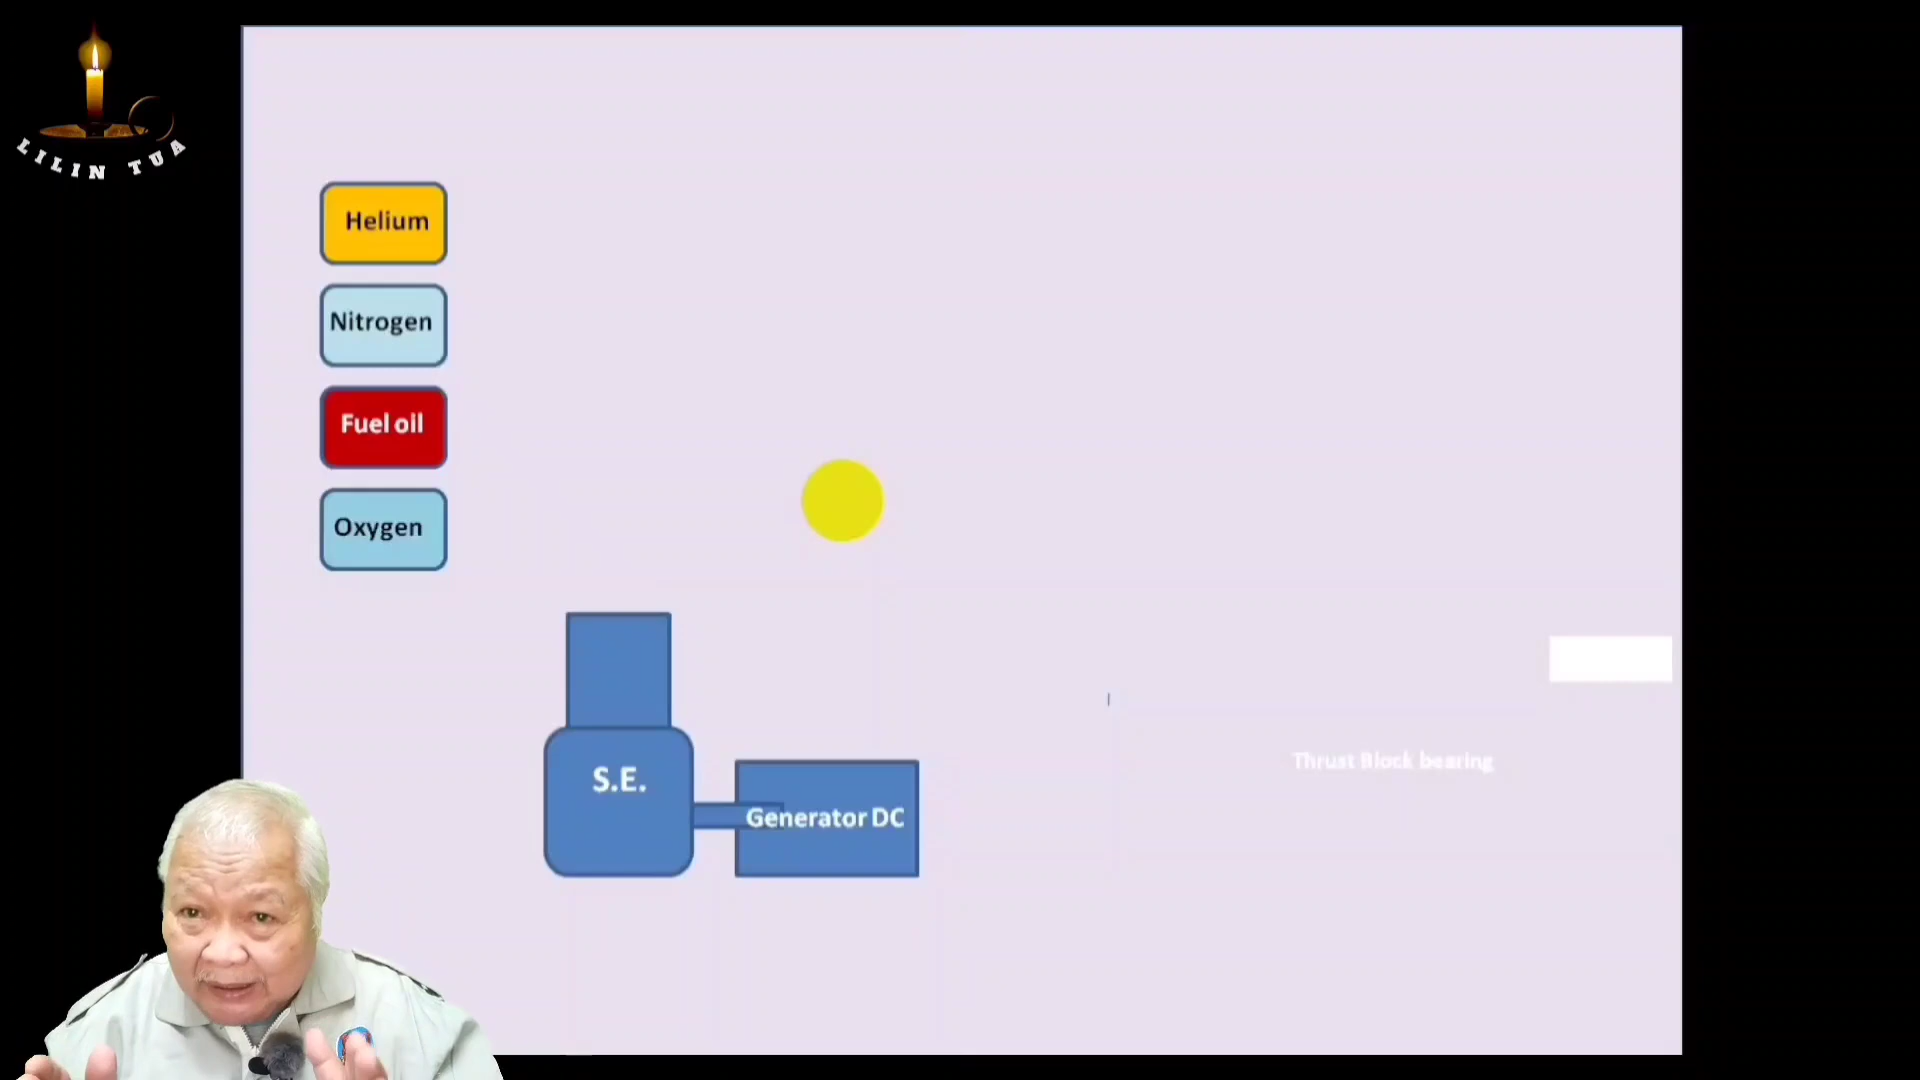 LILIN TUA
Helium
Nitrogen
Fuel oil
Oxygen
S.E.
Generator DC
Thrust Block bearing